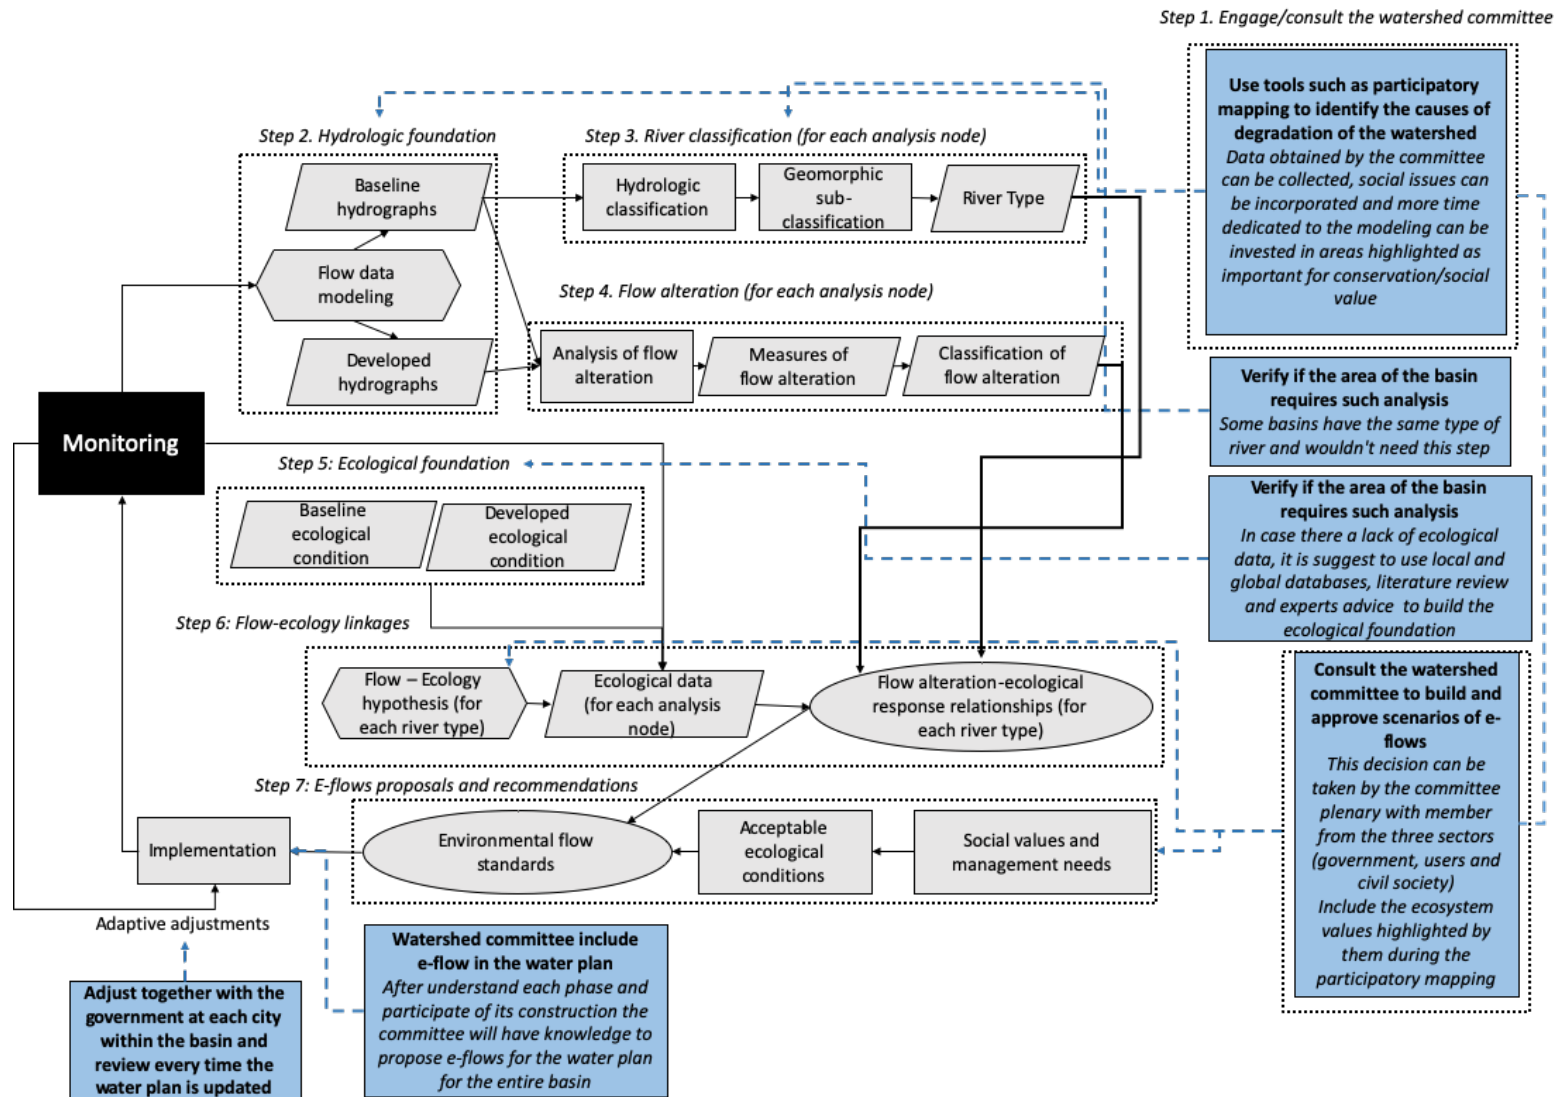 Step 1. Engage/consult the watershed committee
Use tools such as participatory
mapping to identify the causes of
degradation of the watershed
Data obtained by the committee
can be collected, social issues can
be incorporated and more time
dedicated to the modeling can be
invested in areas highlighted as
important for conservation/social
value
Step 2. Hydrologic foundation
Baseline
hydrographs
Flow data
modeling
Developed
hydrographs
Step 3. River classification (for each analysis node)
Hydrologic
classification
Geomorphic
sub-
classification
River Type
Step 4. Flow alteration (for each analysis node)
Analysis of flow
alteration
Measures of
flow alteration
Classification of
flow alteration
Verify if the area of the basin
requires such analysis
Some basins have the same type of
river and wouldn't need this step
Monitoring
Step 5: Ecological foundation
Baseline
ecological
condition
Developed
ecological
condition
Verify if the area of the basin
requires such analysis
In case there a lack of ecological
data, it is suggest to use local and
global databases, literature review
and experts advice to build the
ecological foundation
Step 6: Flow-ecology linkages
Flow – Ecology
hypothesis (for
each river type)
Ecological data
(for each analysis
node)
Flow alteration-ecological
response relationships (for
each river type)
Consult the watershed
committee to build and
approve scenarios of e-
flows
This decision can be
taken by the committee
plenary with member
from the three sectors
(government, users and
civil society)
Include the ecosystem
values highlighted by
them during the
participatory mapping
Step 7: E-flows proposals and recommendations
Implementation
Environmental flow
standards
Acceptable
ecological
conditions
Social values and
management needs
Adaptive adjustments
Adjust together with the
government at each city
within the basin and
review every time the
water plan is updated
Watershed committee include
e-flow in the water plan
After understand each phase and
participate of its construction the
committee will have knowledge to
propose e-flows for the water plan
for the entire basin